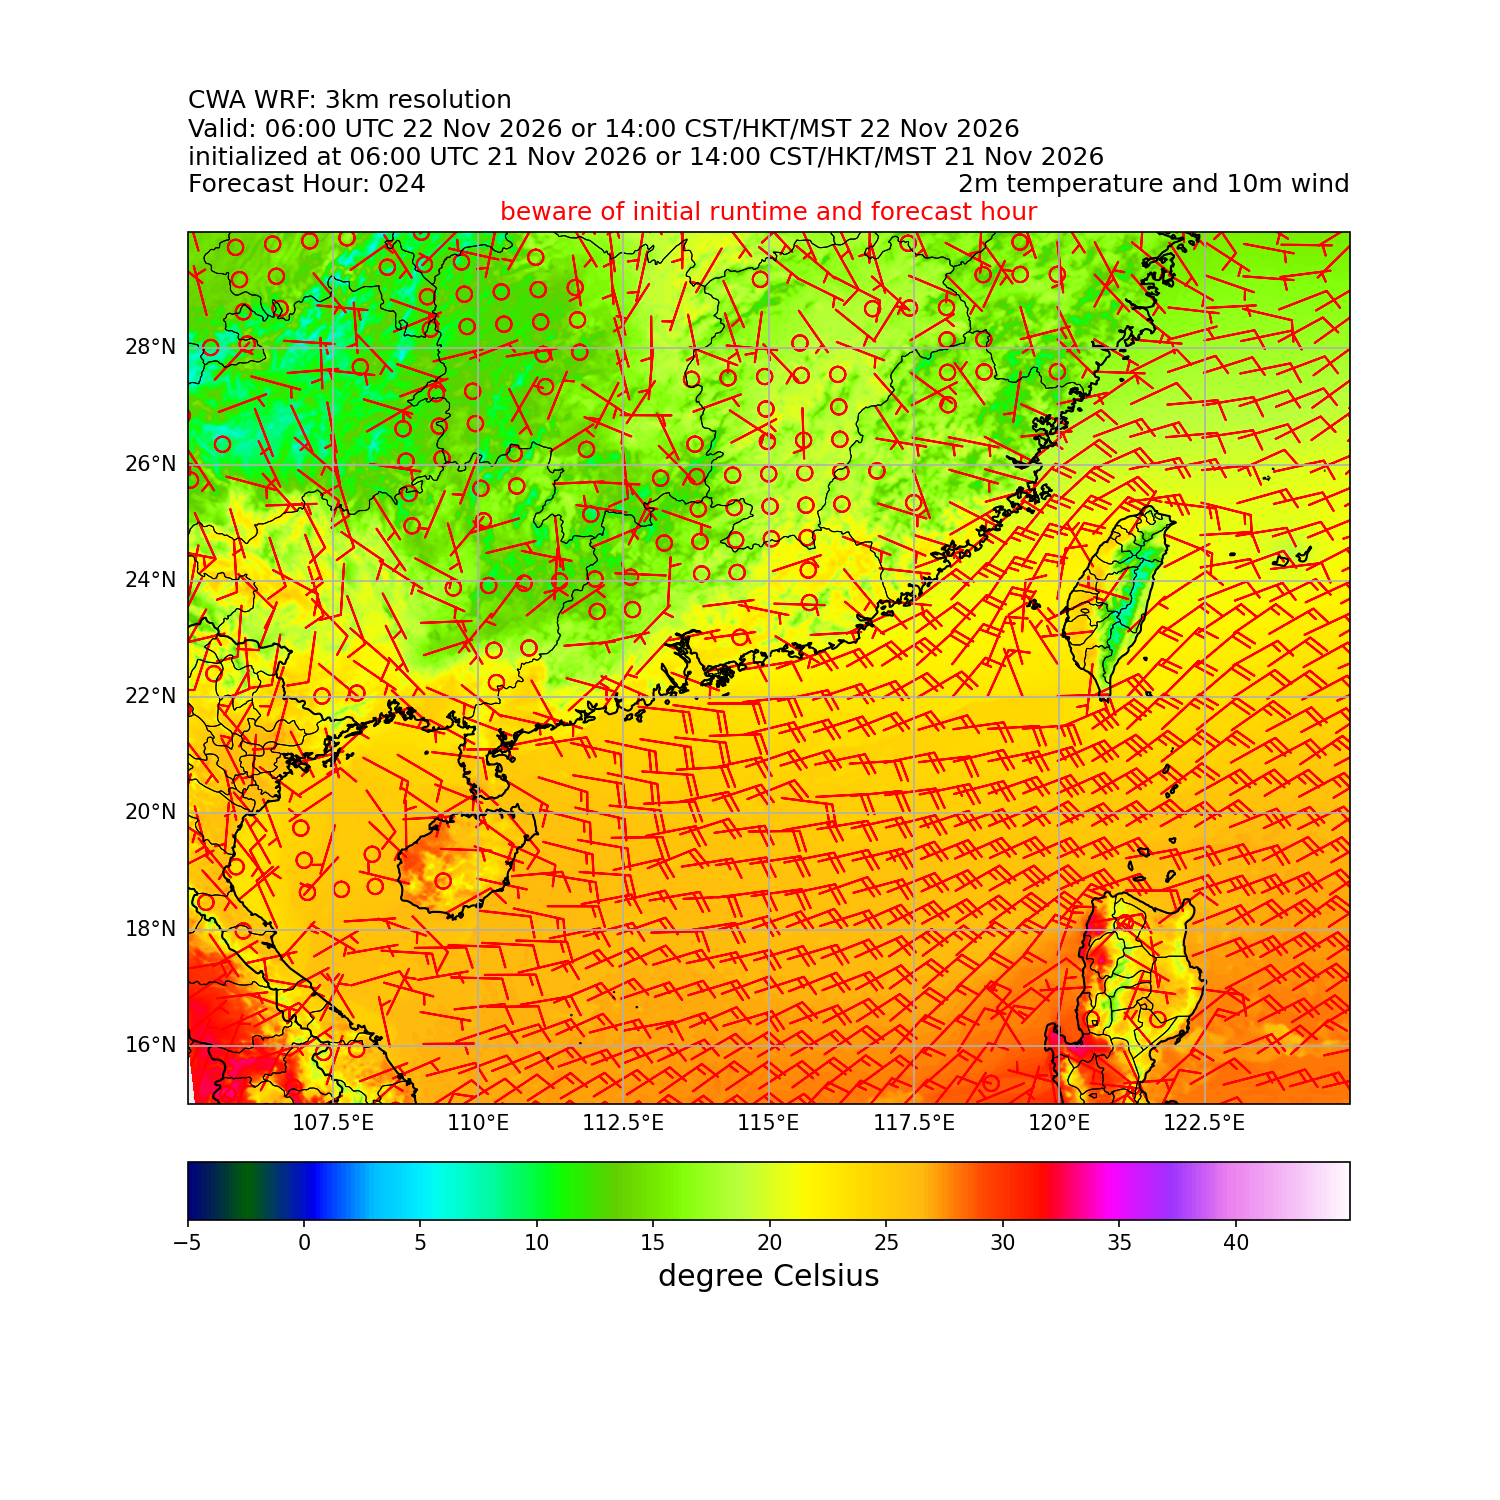 CWA WRF: 3km resolution
Valid: 06:00 UTC 22 Nov 2026 or 14:00 CST/HKT/MST 22 Nov 2026
initialized at 06:00 UTC 21 Nov 2026 or 14:00 CST/HKT/MST 21 Nov 2026
Forecast Hour: 024 2m temperature and 10m wind
beware of initial runtime and forecast hour
28°N
26°N
24°N
22°N
20°N
18°N
16°N
107.5°E 110°E 112.5°E 115°E 117.5°E 120°E 122.5°E
−5 0 5 10 15 20 25 30 35 40
degree Celsius